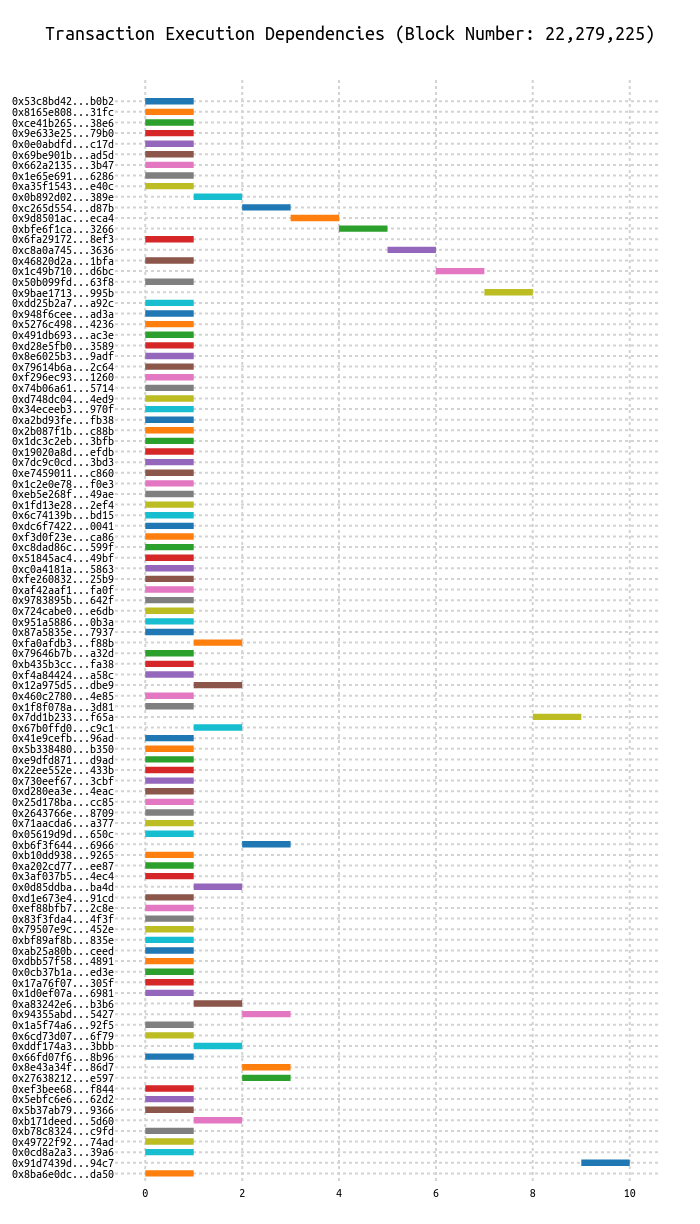 Transaction Execution Dependencies (Block Number: 22,279,225)
0x53c8bd42...b0b2
0x8165e808...31fc
0xce41b265...38e6
0x9e633e25...79b0
0x0e0abdfd...c17d
0x69be901b...ad5d
0x662a2135...3b47
0x1e65e691...6286
0xa35f1543...e40c
0x0b892d02...389e
0xc265d554...d87b
0x9d8501ac...eca4
0xbfe6f1ca...3266
0x6fa29172...8ef3
0xc8a0a745...3636
0x46820d2a...1bfa
0x1c49b710...d6bc
0x50b099fd...63f8
0x9bae1713...995b
0xdd25b2a7...a92c
0x948f6cee...ad3a
0x5276c498...4236
0x491db693...ac3e
0xd28e5fb0...3589
0x8e6025b3...9adf
0x79614b6a...2c64
0xf296ec93...1260
0x74b06a61...5714
0xd748dc04...4ed9
0x34eceeb3...970f
0xa2bd93fe...fb38
0x2b087f1b...c88b
0x1dc3c2eb...3bfb
0x19020a8d...efdb
0x7dc9c0cd...3bd3
0xe7459011...c860
0x1c2e0e78...f0e3
0xeb5e268f...49ae
0x1fd13e28...2ef4
0x6c74139b...bd15
0xdc6f7422...0041
0xf3d0f23e...ca86
0xc8dad86c...599f
0x51845ac4...49bf
0xc0a4181a...5863
0xfe260832...25b9
0xaf42aaf1...fa0f
0x9783895b...642f
0x724cabe0...e6db
0x951a5886...0b3a
0x87a5835e...7937
0xfa0afdb3...f88b
0x79646b7b...a32d
0xb435b3cc...fa38
0xf4a84424...a58c
0x12a975d5...dbe9
0x460c2780...4e85
0x1f8f078a...3d81
0x7dd1b233...f65a
0x67b0ffd0...c9c1
0x41e9cefb...96ad
0x5b338480...b350
0xe9dfd871...d9ad
0x22ee552e...433b
0x730eef67...3cbf
0xd280ea3e...4eac
0x25d178ba...cc85
0x2643766e...8709
0x71aacda6...a377
0x05619d9d...650c
0xb6f3f644...6966
0xb10dd938...9265
0xa202cd77...ee87
0x3af037b5...4ec4
0x0d85ddba...ba4d
0xd1e673e4...91cd
0xef88bfb7...2c8e
0x83f3fda4...4f3f
0x79507e9c...452e
0xbf89af8b...835e
0xab25a80b...ceed
0xdbb57f58...4891
0x0cb37b1a...ed3e
0x17a76f07...305f
0x1d0ef07a...6981
0xa83242e6...b3b6
0x94355abd...5427
0x1a5f74a6...92f5
0x6cd73d07...6f79
0xddf174a3...3bbb
0x66fd07f6...8b96
0x8e43a34f...86d7
0x27638212...e597
0xef3bee68...f844
0x5ebfc6e6...62d2
0x5b37ab79...9366
0xb171deed...5d60
0xb78c8324...c9fd
0x49722f92...74ad
0x0cd8a2a3...39a6
0x91d7439d...94c7
0x8ba6e0dc...da50
0 2 4 6 8 10